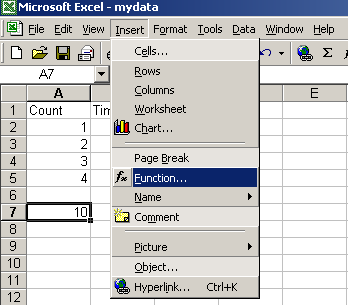 Microsoft Excel - mydata
File Edit View Insert Format Tools Data Window Help
A7
A E
1 Count Tim
2 1
3 2
4 3
5 4
6
7 10
8
9
10
11
12
Cells...
Rows
Columns
Worksheet
Chart...
Page Break
fx Function...
Name
Comment
Picture
Object...
Hyperlink... Ctrl+K